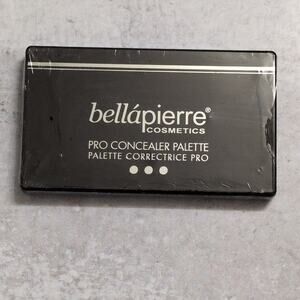 bellápierre®
COSMETICS
PRO CONCEALER PALETTE
PALETTE CORRECTRICE PRO